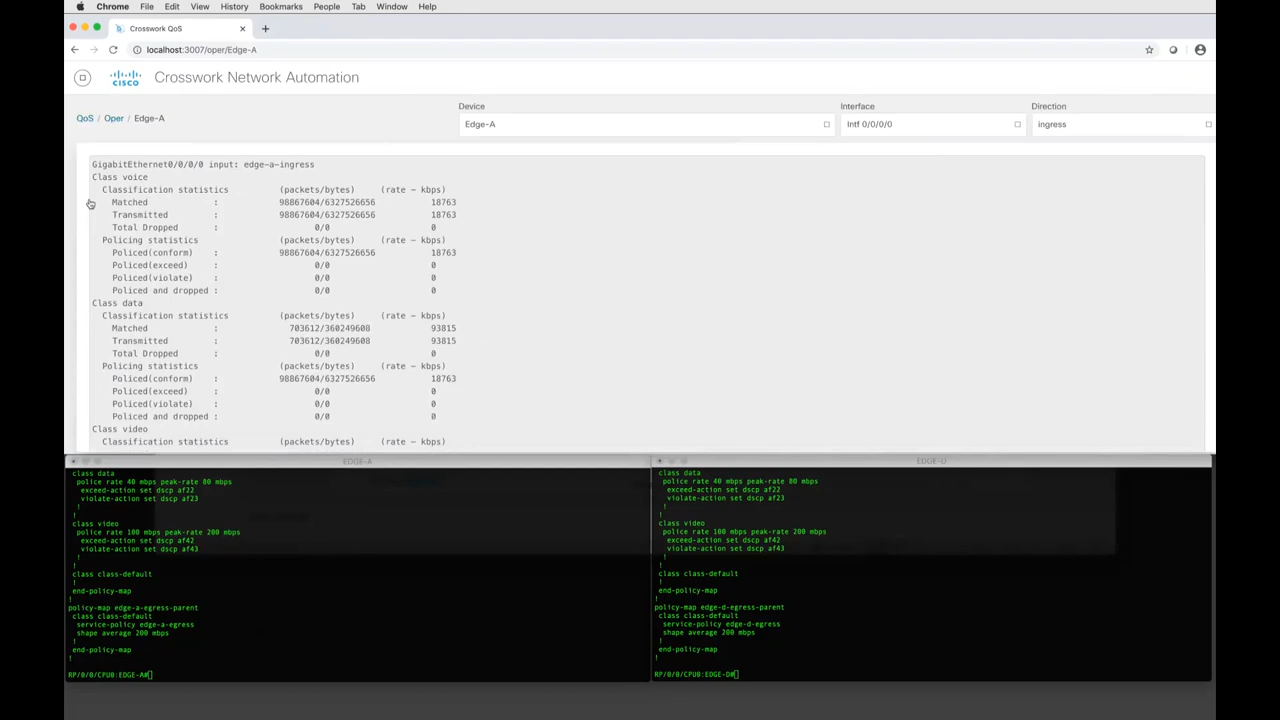 Chrome File Edit View History Bookmarks People Tab Window Help
Crosswork QoS
localhost:3007/oper/Edge-A
CISCO Crosswork Network Automation
Device Interface Direction
QoS / Oper / Edge-A
Edge-A Intf 0/0/0/0 ingress
GigabitEthernet0/0/0/0 input: edge-a-ingress
Class voice
Classification statistics (packets/bytes) (rate - kbps)
Matched : 98867604/6327526656 18763
Transmitted : 98867604/6327526656 18763
Total Dropped : 0/0 0
Policing statistics (packets/bytes) (rate - kbps)
Policed(conform) : 98867604/6327526656 18763
Policed(exceed) : 0/0 0
Policed(violate) : 0/0 0
Policed and dropped : 0/0 0
Class data
Classification statistics (packets/bytes) (rate - kbps)
Matched : 703612/360249608 93815
Transmitted : 703612/360249608 93815
Total Dropped : 0/0 0
Policing statistics (packets/bytes) (rate - kbps)
Policed(conform) : 98867604/6327526656 18763
Policed(exceed) : 0/0 0
Policed(violate) : 0/0 0
Policed and dropped : 0/0 0
Class video
Classification statistics (packets/bytes) (rate - kbps)
EDGE-A
class data
police rate 40 mbps peak-rate 80 mbps
exceed-action set dscp af22
violate-action set dscp af23
!
!
class video
police rate 100 mbps peak-rate 200 mbps
exceed-action set dscp af42
violate-action set dscp af43
!
!
class class-default
!
end-policy-map
!
policy-map edge-a-egress-parent
class class-default
service-policy edge-a-egress
shape average 200 mbps
!
end-policy-map
!
RP/0/0/CPU0:EDGE-A#
EDGE-D
class data
police rate 40 mbps peak-rate 80 mbps
exceed-action set dscp af22
violate-action set dscp af23
!
!
class video
police rate 100 mbps peak-rate 200 mbps
exceed-action set dscp af42
violate-action set dscp af43
!
!
class class-default
!
end-policy-map
!
policy-map edge-d-egress-parent
class class-default
service-policy edge-d-egress
shape average 200 mbps
!
end-policy-map
!
RP/0/0/CPU0:EDGE-D#